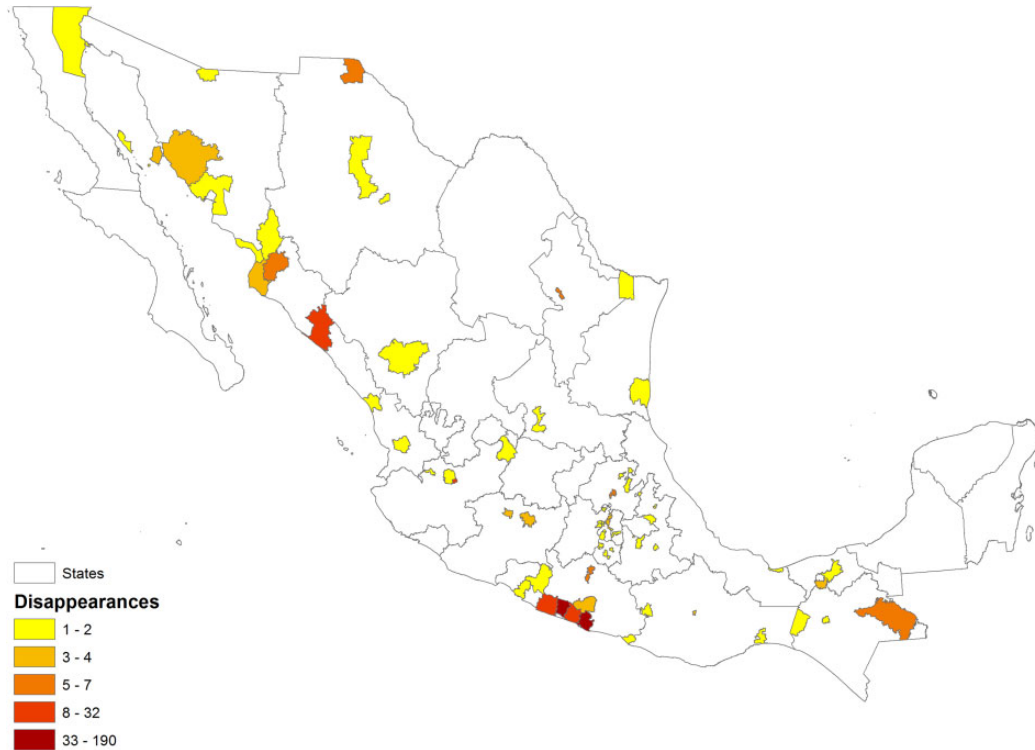 States
Disappearances
1 - 2
3 - 4
5 - 7
8 - 32
33 - 190